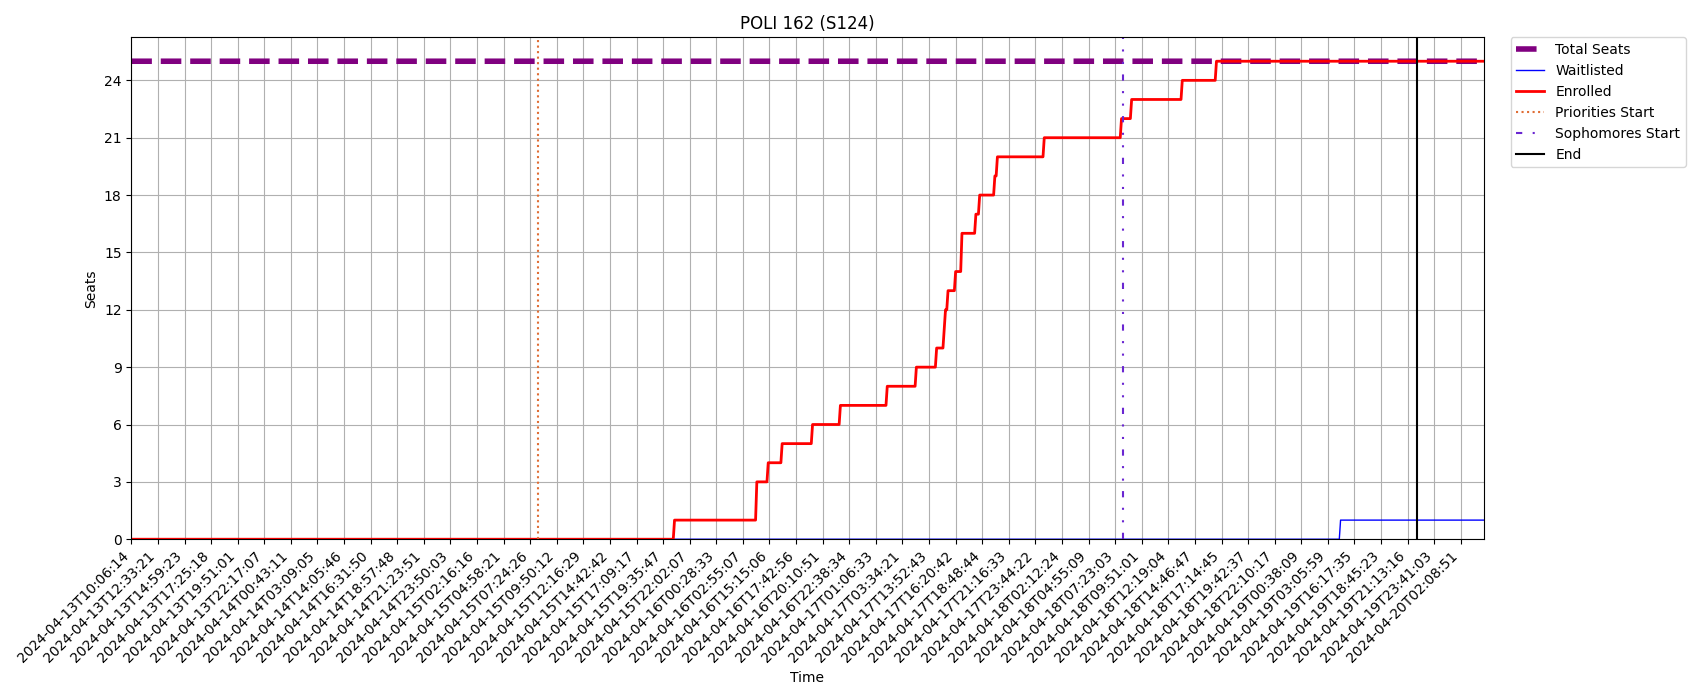 POLI 162 (S124)
Total Seats
Waitlisted
Enrolled
Priorities Start
Sophomores Start
End
Seats
24
21
18
15
12
9
6
3
0
2024-04-13T10:06:14
2024-04-13T12:33:21
2024-04-13T14:59:23
2024-04-13T17:25:18
2024-04-13T19:51:01
2024-04-13T22:17:07
2024-04-14T00:43:11
2024-04-14T03:09:05
2024-04-14T14:05:46
2024-04-14T16:31:50
2024-04-14T18:57:48
2024-04-14T21:23:51
2024-04-14T23:50:03
2024-04-15T02:16:16
2024-04-15T04:58:21
2024-04-15T07:24:26
2024-04-15T09:50:12
2024-04-15T12:16:29
2024-04-15T14:42:42
2024-04-15T17:09:17
2024-04-15T19:35:47
2024-04-15T22:02:07
2024-04-16T00:28:33
2024-04-16T02:55:07
2024-04-16T15:15:06
2024-04-16T17:42:56
2024-04-16T20:10:51
2024-04-16T22:38:34
2024-04-17T01:06:33
2024-04-17T03:34:21
2024-04-17T13:52:43
2024-04-17T16:20:42
2024-04-17T18:48:44
2024-04-17T21:16:33
2024-04-17T23:44:22
2024-04-18T02:12:24
2024-04-18T04:55:09
2024-04-18T07:23:03
2024-04-18T09:51:01
2024-04-18T12:19:04
2024-04-18T14:46:47
2024-04-18T17:14:45
2024-04-18T19:42:37
2024-04-18T22:10:17
2024-04-19T00:38:09
2024-04-19T03:05:59
2024-04-19T16:17:35
2024-04-19T18:45:23
2024-04-19T21:13:16
2024-04-19T23:41:03
2024-04-20T02:08:51
Time